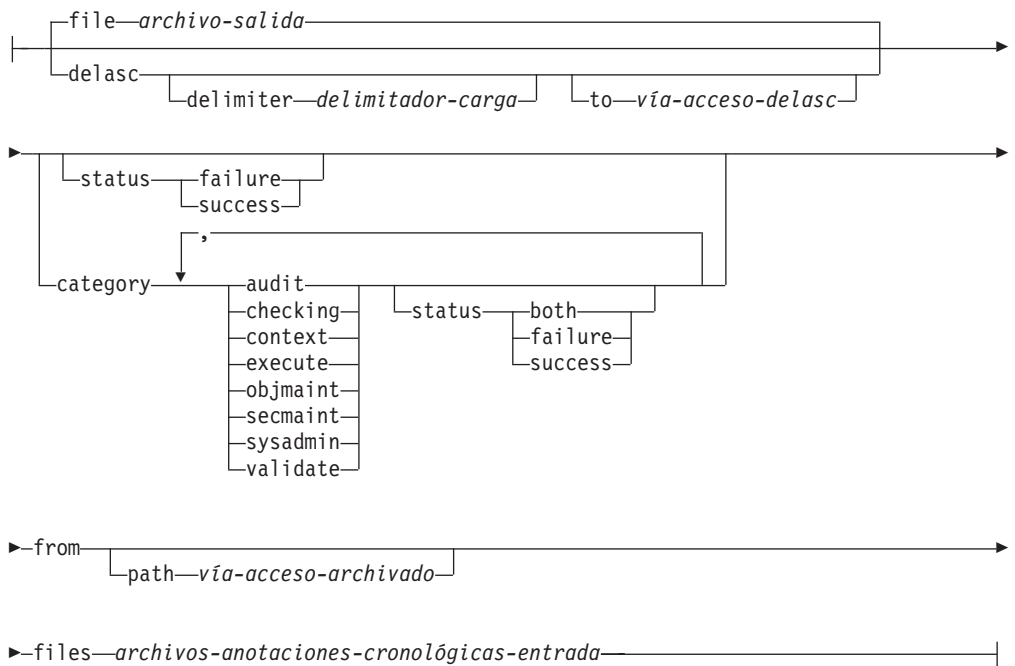 file archivo-salida
delasc
delimiter delimitador-carga to vía-acceso-delasc
status failure
success
,
category audit
checking status both
context failure
execute success
objmaint
secmaint
sysadmin
validate
from
path vía-acceso-archivado
files archivos-anotaciones-cronológicas-entrada